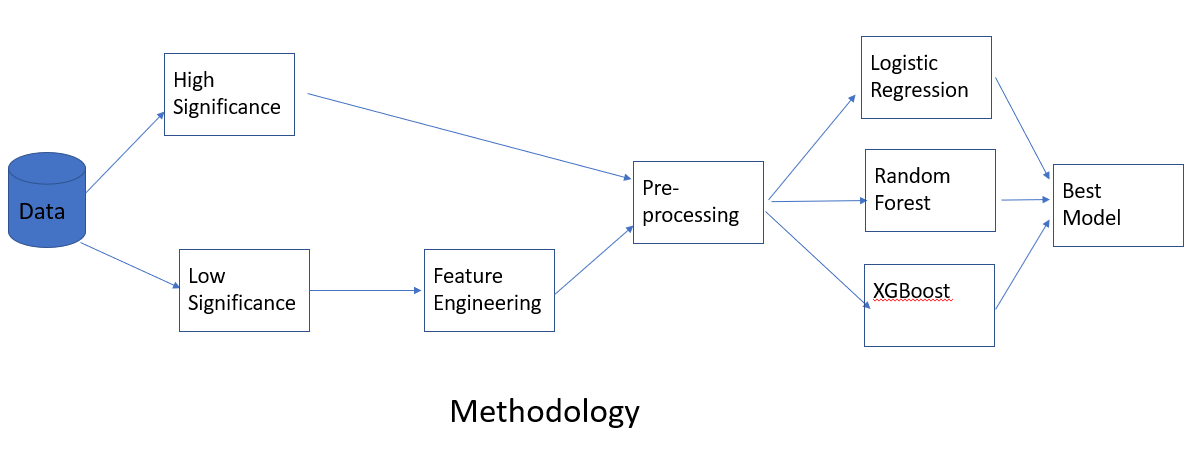 Data
High
Significance
Low
Significance
Feature
Engineering
Pre-
processing
Logistic
Regression
Random
Forest
XGBoost
Best
Model
Methodology